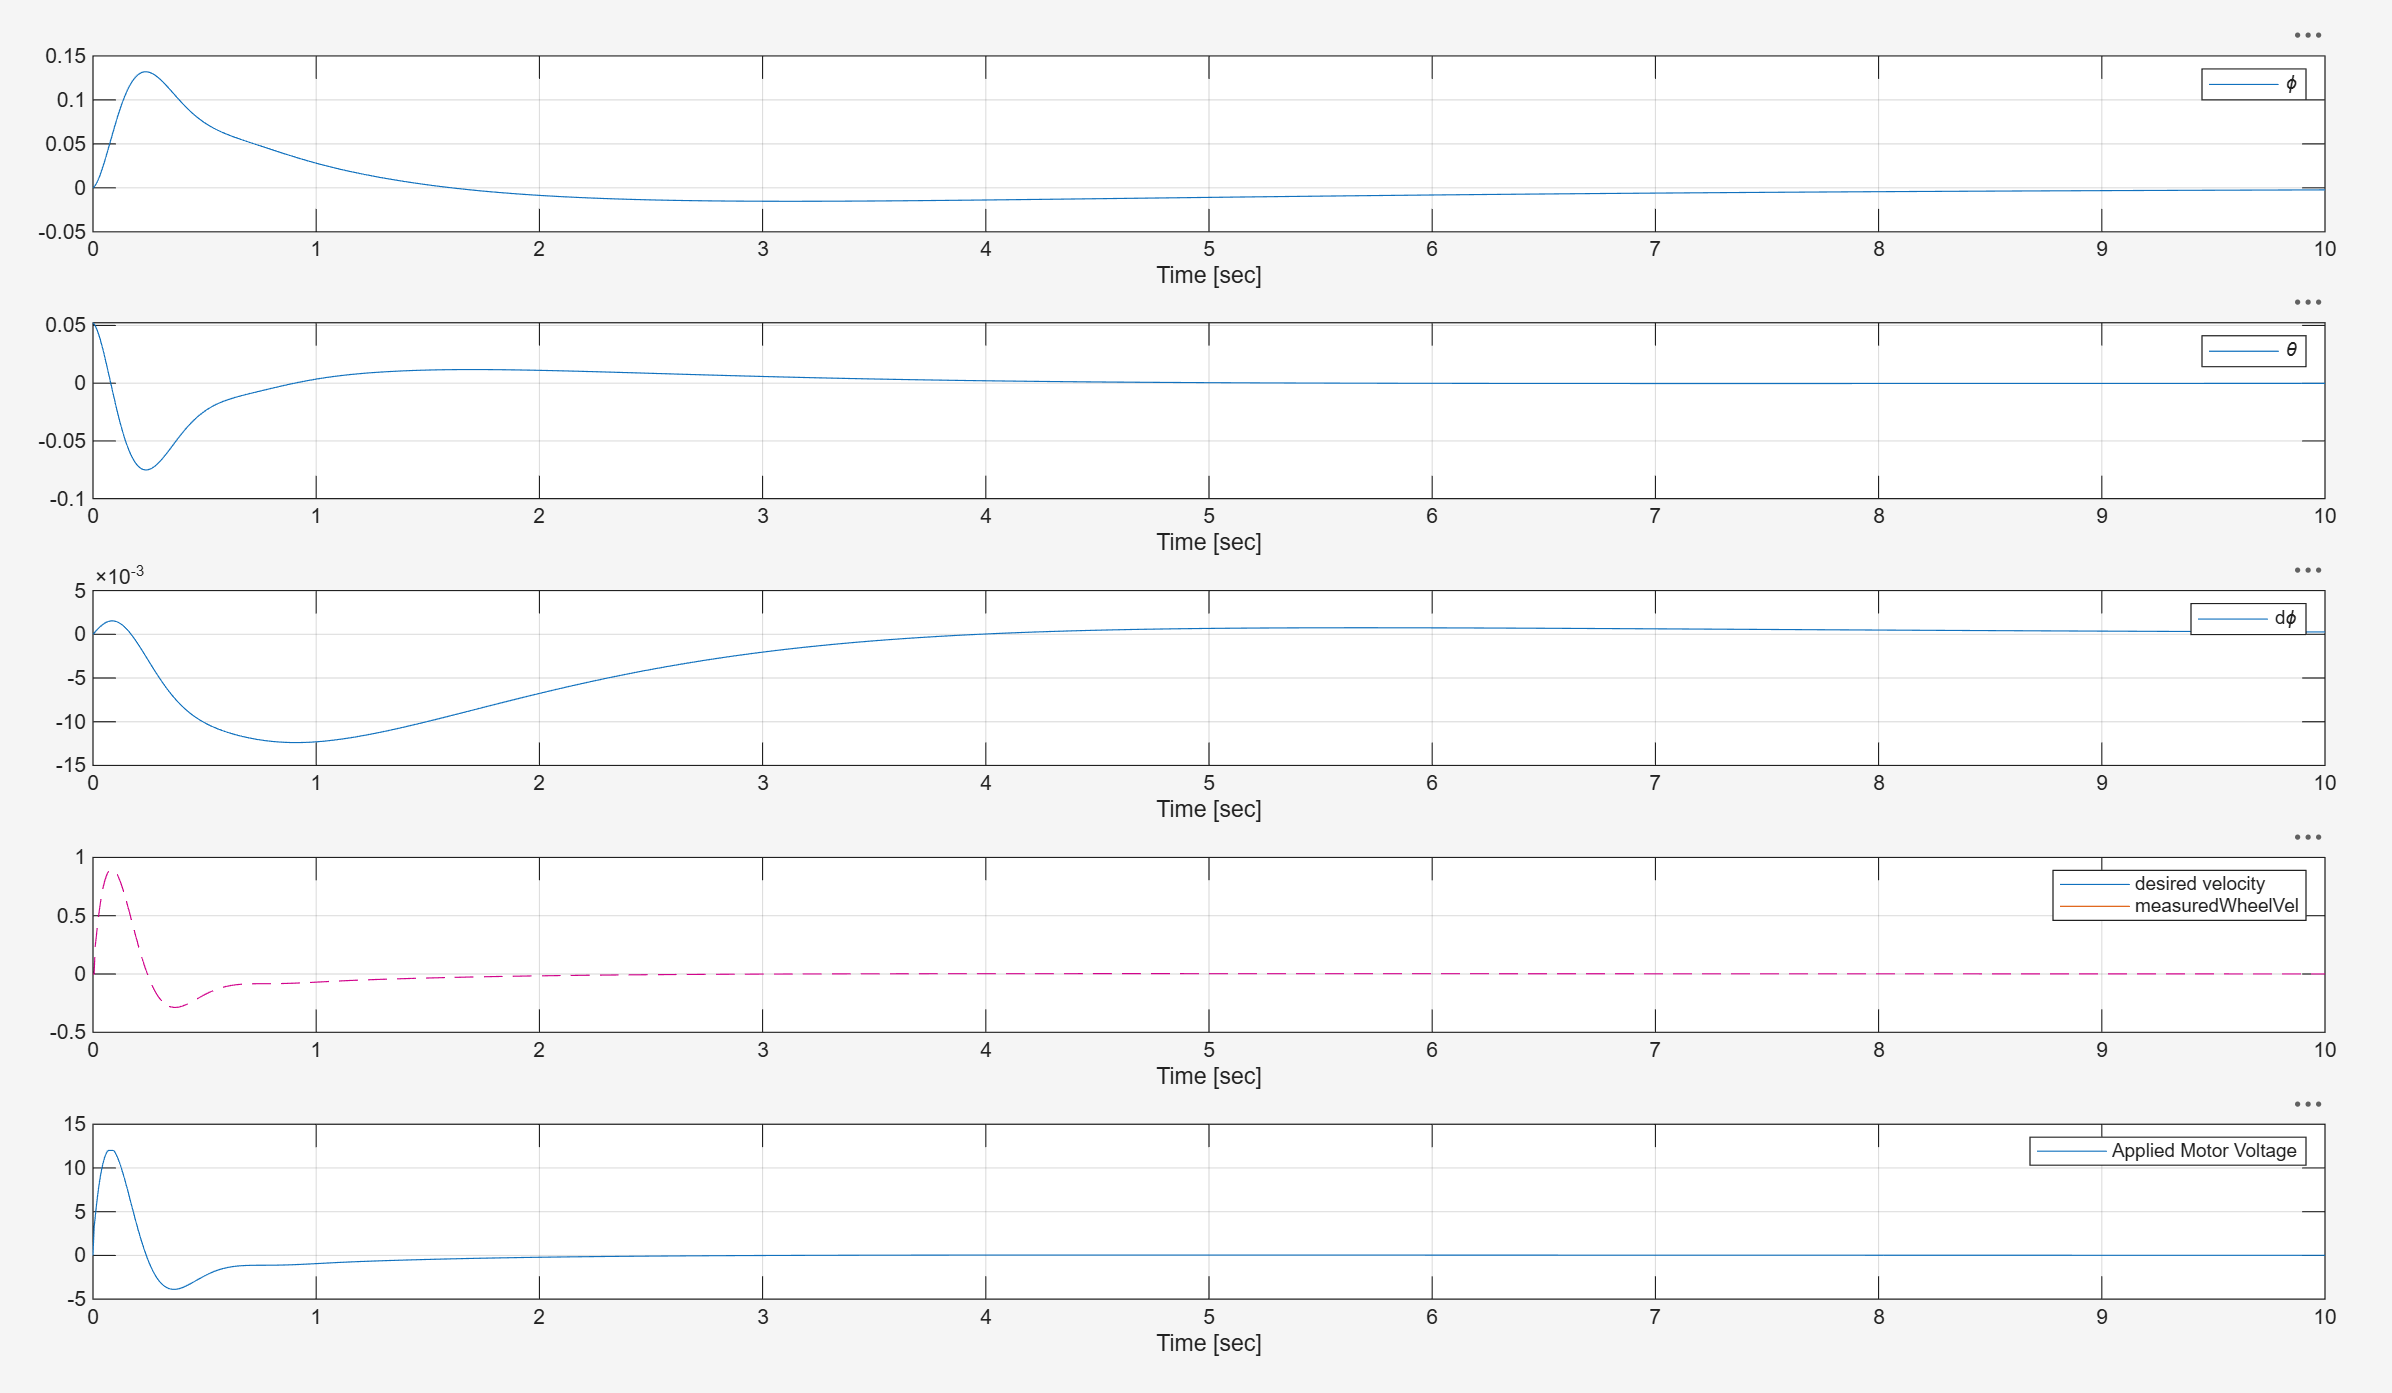 0.15
0.1
0.05
0
-0.05
ϕ
0 1 2 3 4 5 6 7 8 9 10
Time [sec]
0.05
0
-0.05
-0.1
θ
0 1 2 3 4 5 6 7 8 9 10
Time [sec]
×10-3
5
0
-5
-10
-15
dϕ
0 1 2 3 4 5 6 7 8 9 10
Time [sec]
1
0.5
0
-0.5
desired velocity
measuredWheelVel
0 1 2 3 4 5 6 7 8 9 10
Time [sec]
15
10
5
0
-5
Applied Motor Voltage
0 1 2 3 4 5 6 7 8 9 10
Time [sec]